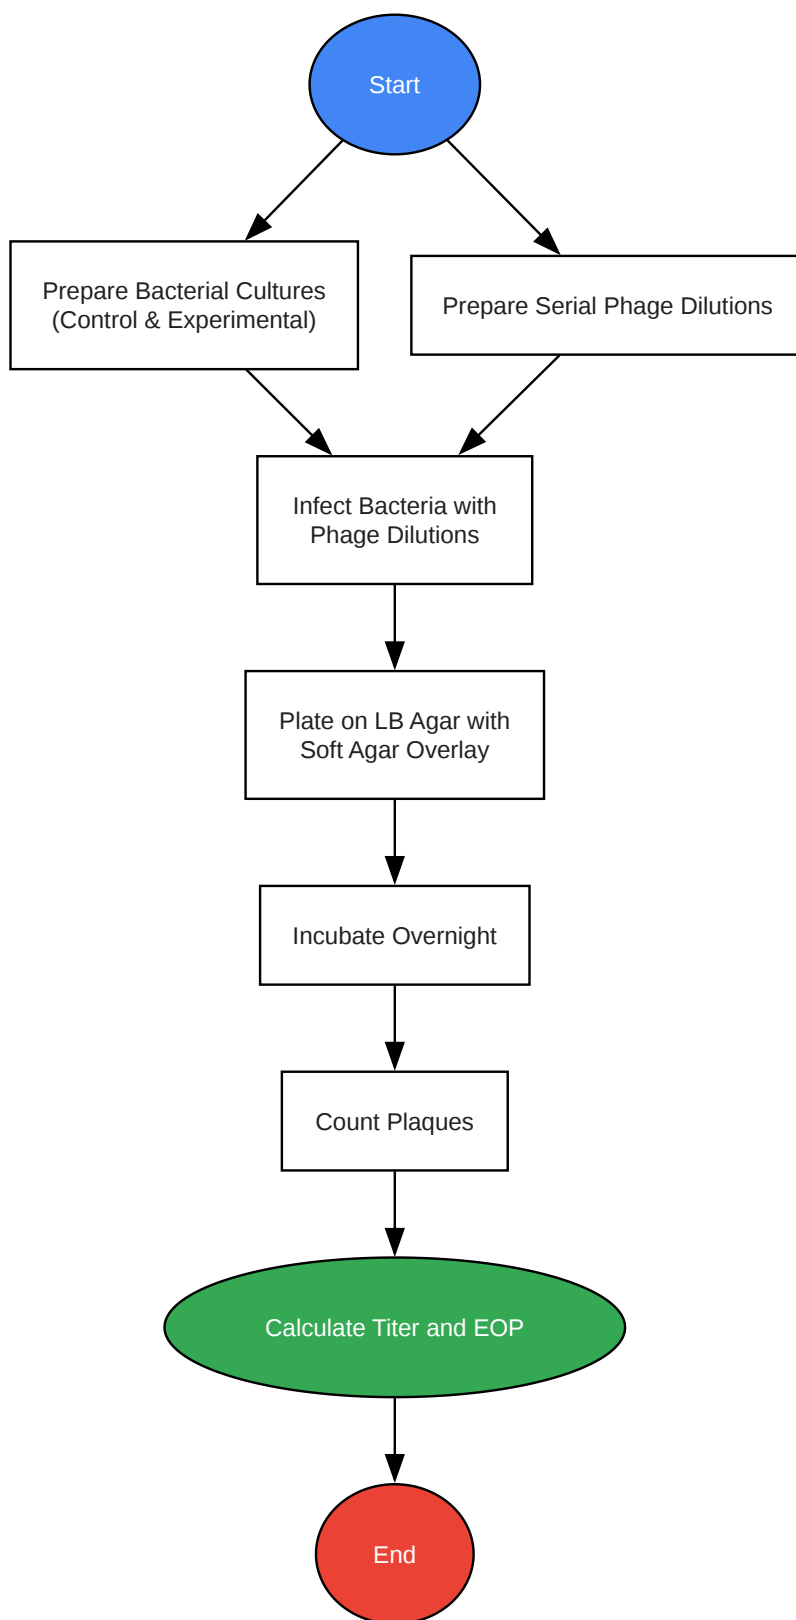 Start
Prepare Bacterial Cultures
(Control & Experimental)
Prepare Serial Phage Dilutions
Infect Bacteria with
Phage Dilutions
Plate on LB Agar with
Soft Agar Overlay
Incubate Overnight
Count Plaques
Calculate Titer and EOP
End